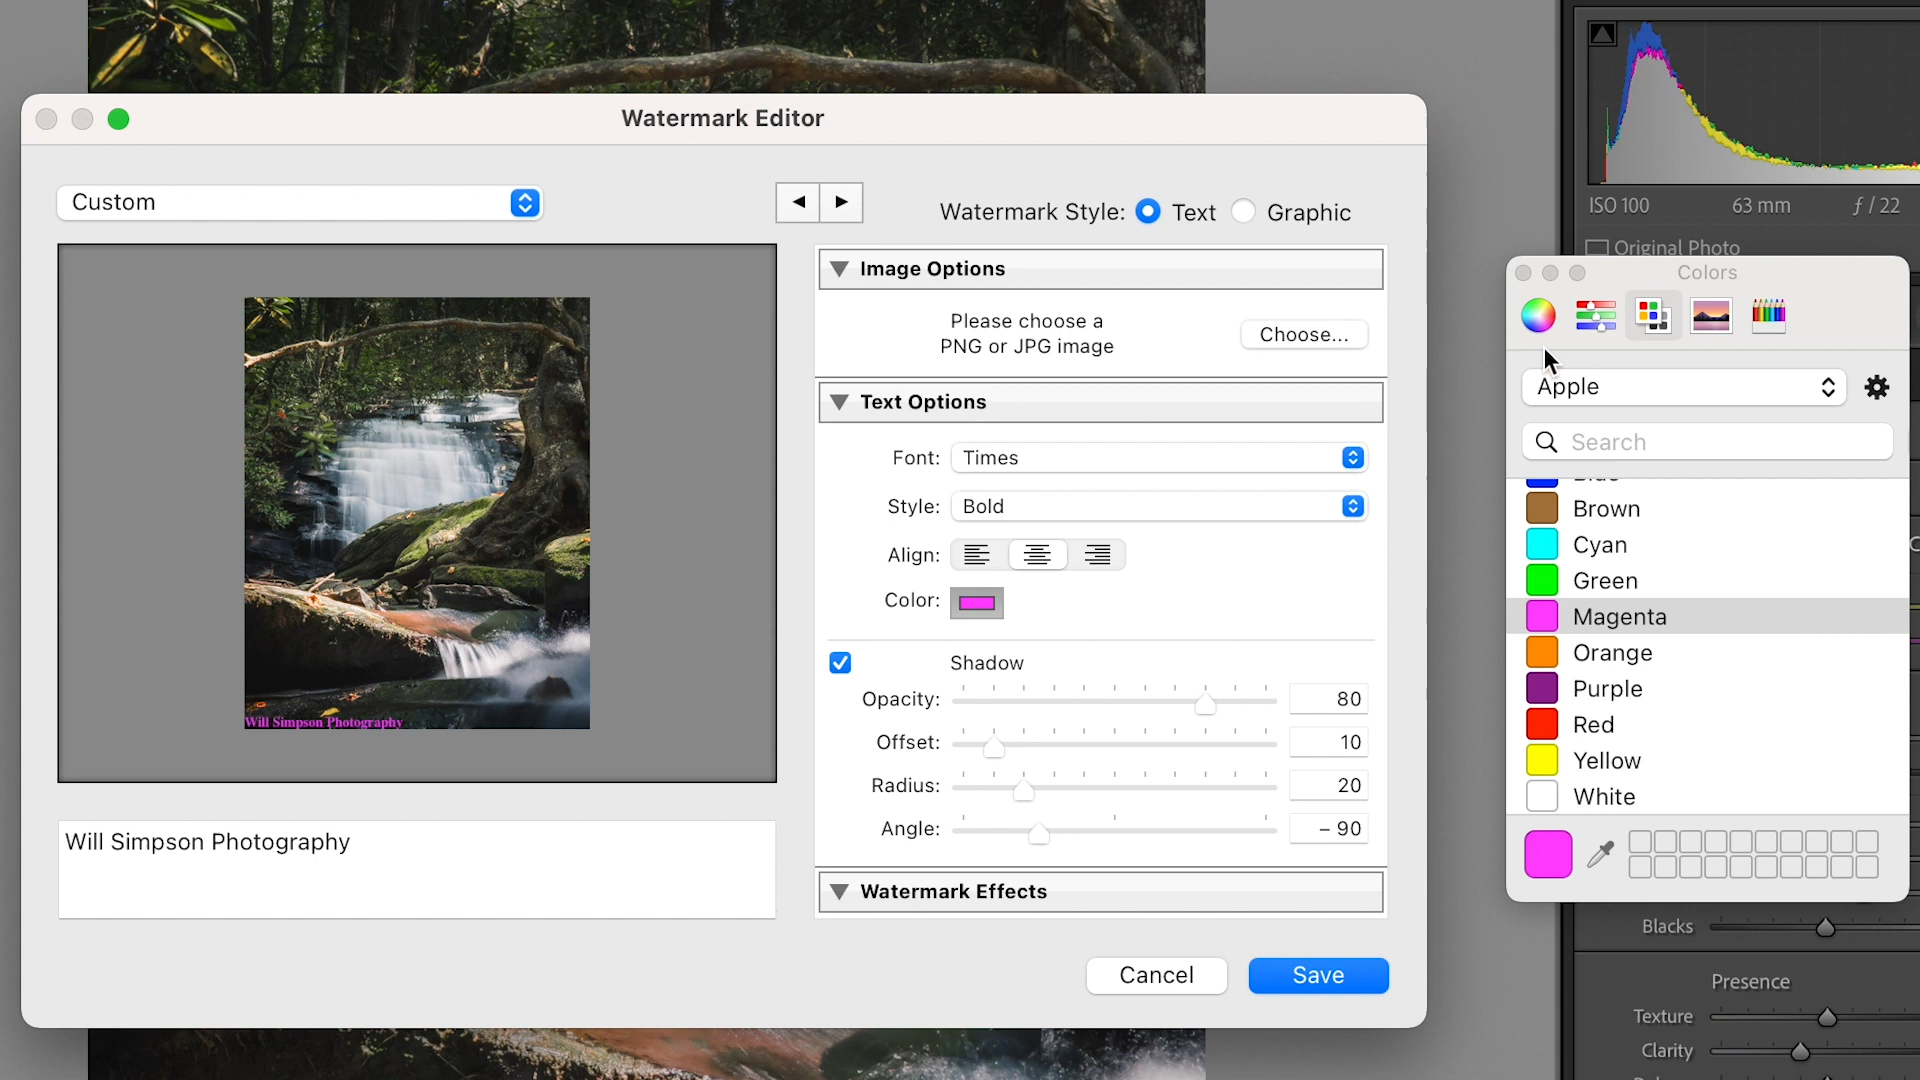 Watermark Editor
Custom
Watermark Style: Text Graphic
Image Options
Please choose a
PNG or JPG image
Choose...
Text Options
Font: Times
Style: Bold
Align:
Color:
Shadow
Opacity: 80
Offset: 10
Radius: 20
Angle: – 90
Watermark Effects
Will Simpson Photography
Will Simpson Photography
Cancel
Save
ISO 100 63 mm ƒ / 22
Original Photo
Colors
Apple
Search
Blue
Brown
Cyan
Green
Magenta
Orange
Purple
Red
Yellow
White
Blacks
Presence
Texture
Clarity